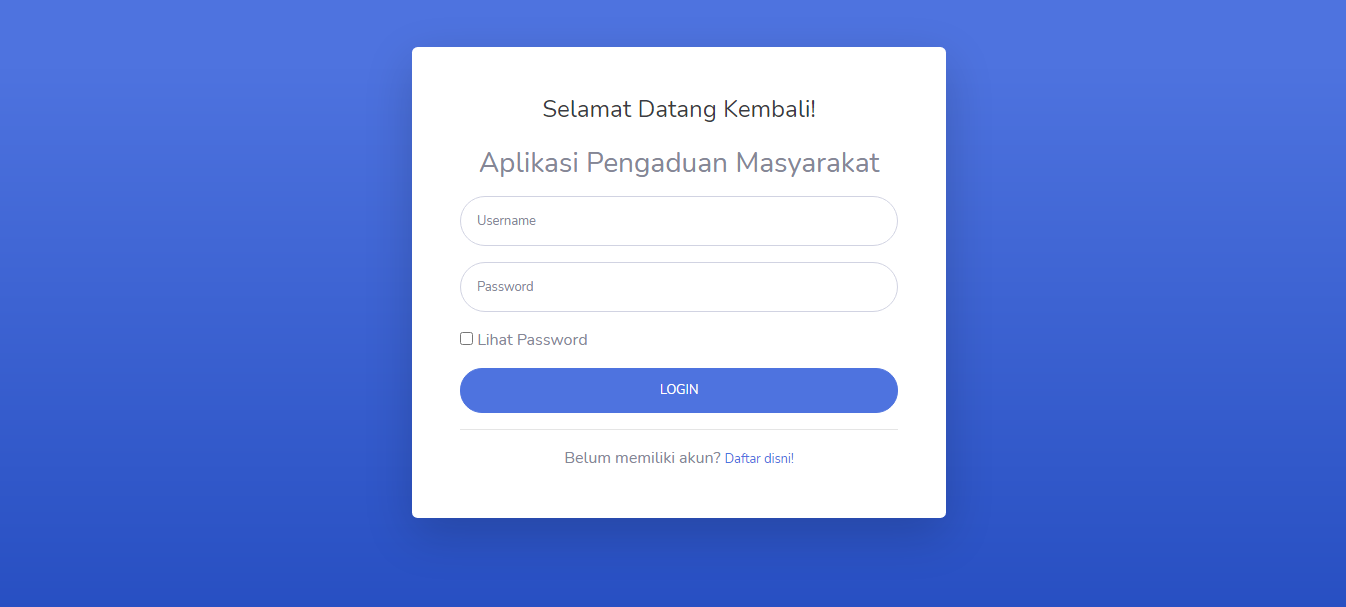 Selamat Datang Kembali!
Aplikasi Pengaduan Masyarakat
Username
Password
Lihat Password
LOGIN
Belum memiliki akun? Daftar disni!